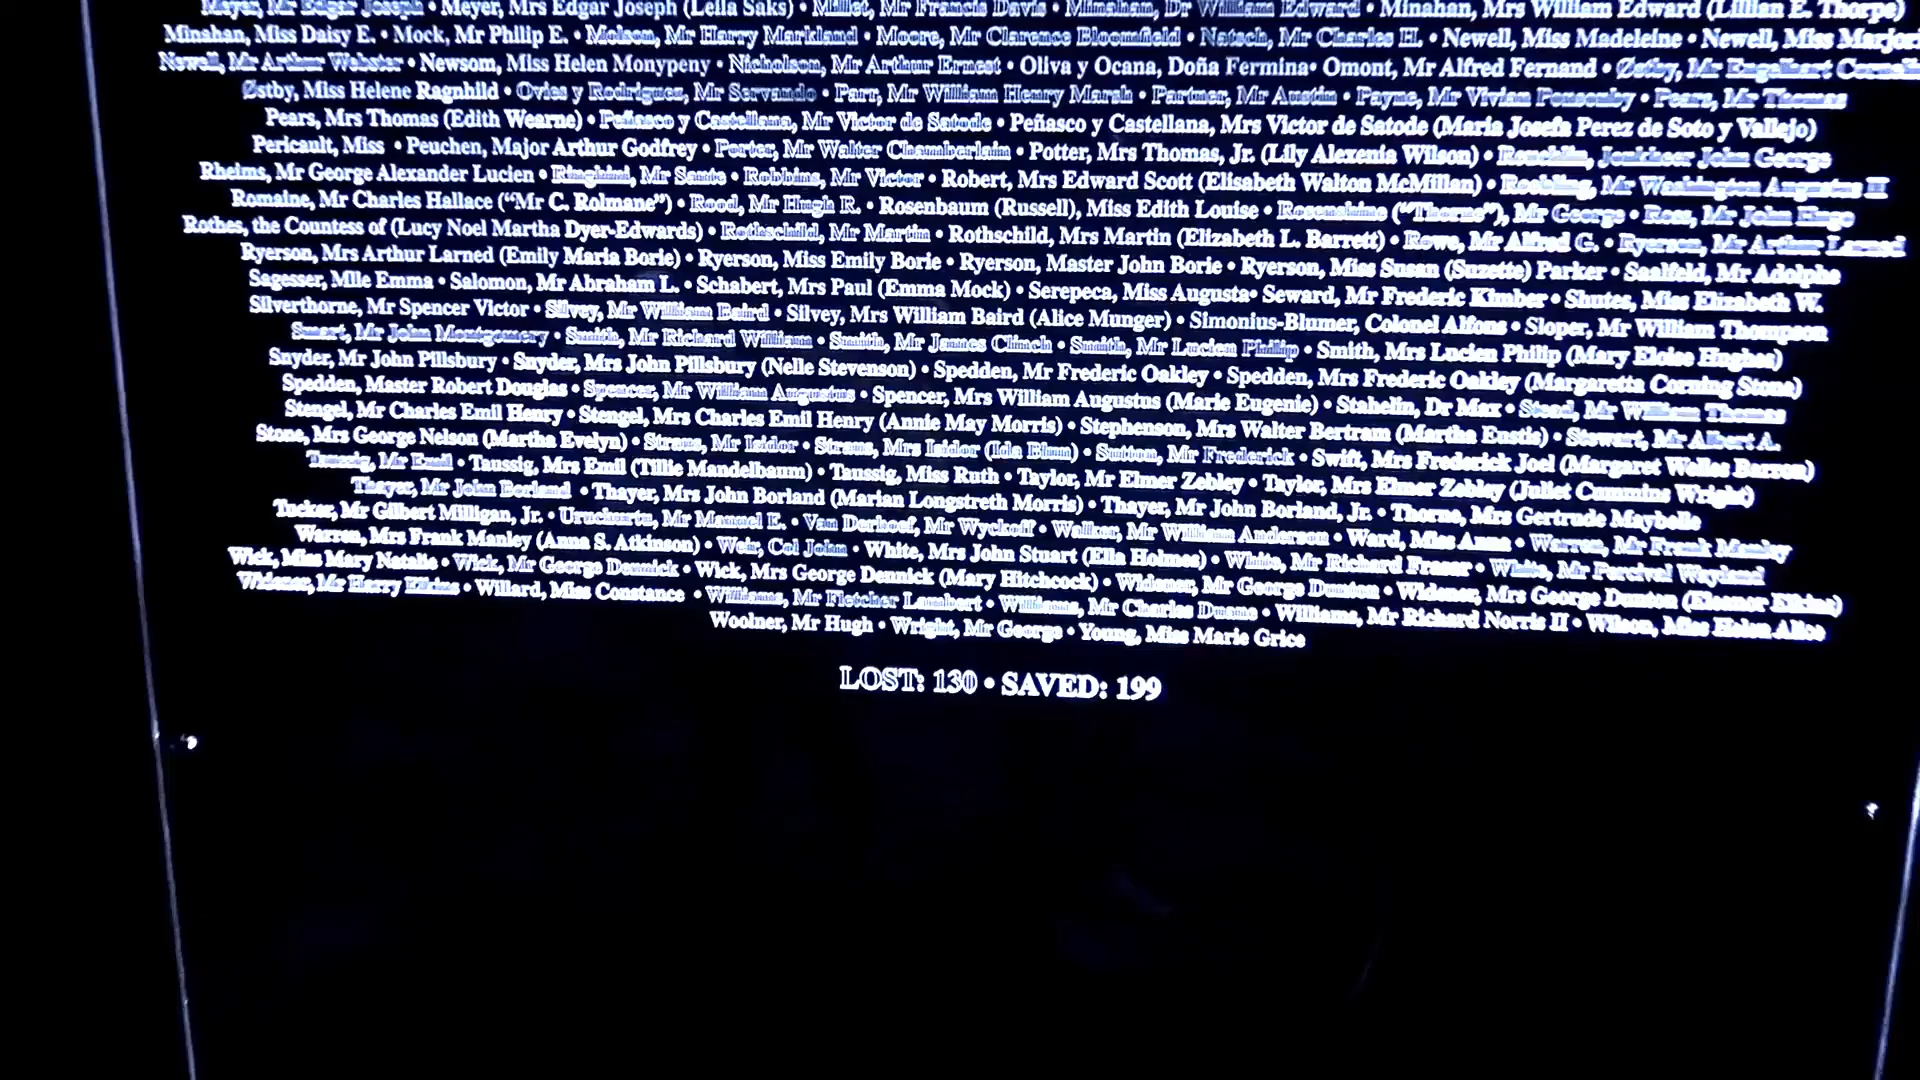 Meyer, Mr Edgar Joseph • Meyer, Mrs Edgar Joseph (Leila Saks) • Millet, Mr Francis Davis • Minahan, Dr William Edward • Minahan, Mrs William Edward (Lillian E. Thorpe)
Minahan, Miss Daisy E. • Mock, Mr Philip E. • Molson, Mr Harry Markland • Moore, Mr Clarence Bloomfield • Natsch, Mr Charles H. • Newell, Miss Madeleine • Newell, Miss Marjori
Newell, Mr Arthur Webster • Newsom, Miss Helen Monypeny • Nicholson, Mr Arthur Ernest • Oliva y Ocana, Doña Fermina• Omont, Mr Alfred Fernand • Østby, Mr Engelhart Corneli
Østby, Miss Helene Ragnhild • Ovies y Rodriguez, Mr Servando • Parr, Mr William Henry Marsh • Partner, Mr Austin • Payne, Mr Vivian Ponsonby • Pears, Mr Thomas
Pears, Mrs Thomas (Edith Wearne) • Peñasco y Castellana, Mr Victor de Satode • Peñasco y Castellana, Mrs Victor de Satode (Maria Josefa Perez de Soto y Vallejo)
Pericault, Miss • Peuchen, Major Arthur Godfrey • Porter, Mr Walter Chamberlain • Potter, Mrs Thomas, Jr. (Lily Alexenia Wilson) • Reuchlin, Jonkheer John George
Rheims, Mr George Alexander Lucien • Ringhini, Mr Sante • Robbins, Mr Victor • Robert, Mrs Edward Scott (Elisabeth Walton McMillan) • Roebling, Mr Washington Augustus II
Romaine, Mr Charles Hallace (“Mr C. Rolmane”) • Rood, Mr Hugh R. • Rosenbaum (Russell), Miss Edith Louise • Rosenshine (“Thorne”), Mr George • Ross, Mr John Hugo
Rothes, the Countess of (Lucy Noel Martha Dyer-Edwards) • Rothschild, Mr Martin • Rothschild, Mrs Martin (Elizabeth L. Barrett) • Rowe, Mr Alfred G. • Ryerson, Mr Arthur Larned
Ryerson, Mrs Arthur Larned (Emily Maria Borie) • Ryerson, Miss Emily Borie • Ryerson, Master John Borie • Ryerson, Miss Susan (Suzette) Parker • Saalfeld, Mr Adolphe
Sagesser, Mlle Emma • Salomon, Mr Abraham L. • Schabert, Mrs Paul (Emma Mock) • Serepeca, Miss Augusta• Seward, Mr Frederic Kimber • Shutes, Miss Elizabeth W.
Silverthorne, Mr Spencer Victor • Silvey, Mr William Baird • Silvey, Mrs William Baird (Alice Munger) • Simonius-Blumer, Colonel Alfons • Sloper, Mr William Thompson
Smart, Mr John Montgomery • Smith, Mr Richard William • Smith, Mr James Clinch • Smith, Mr Lucien Philip • Smith, Mrs Lucien Philip (Mary Eloise Hughes)
Snyder, Mr John Pillsbury • Snyder, Mrs John Pillsbury (Nelle Stevenson) • Spedden, Mr Frederic Oakley • Spedden, Mrs Frederic Oakley (Margaretta Corning Stone)
Spedden, Master Robert Douglas • Spencer, Mr William Augustus • Spencer, Mrs William Augustus (Marie Eugenie) • Stahelin, Dr Max • Stead, Mr William Thomas
Stengel, Mr Charles Emil Henry • Stengel, Mrs Charles Emil Henry (Annie May Morris) • Stephenson, Mrs Walter Bertram (Martha Eustis) • Stewart, Mr Albert A.
Stone, Mrs George Nelson (Martha Evelyn) • Straus, Mr Isidor • Straus, Mrs Isidor (Ida Blun) • Sutton, Mr Frederick • Swift, Mrs Frederick Joel (Margaret Welles Barron)
Taussig, Mr Emil • Taussig, Mrs Emil (Tillie Mandelbaum) • Taussig, Miss Ruth • Taylor, Mr Elmer Zebley • Taylor, Mrs Elmer Zebley (Juliet Cummins Wright)
Thayer, Mr John Borland • Thayer, Mrs John Borland (Marian Longstreth Morris) • Thayer, Mr John Borland, Jr. • Thorne, Mrs Gertrude Maybelle
Tucker, Mr Gilbert Milligan, Jr. • Uruchurtu, Mr Manuel E. • Van Derhoef, Mr Wyckoff • Walker, Mr William Anderson • Ward, Miss Anna • Warren, Mr Frank Manley
Warren, Mrs Frank Manley (Anna S. Atkinson) • Weir, Col John • White, Mrs John Stuart (Ella Holmes) • White, Mr Richard Fraser • White, Mr Percival Wayland
Wick, Miss Mary Natalie • Wick, Mr George Dennick • Wick, Mrs George Dennick (Mary Hitchcock) • Widener, Mr George Dunton • Widener, Mrs George Dunton (Eleanor Elkins)
Widener, Mr Harry Elkins • Willard, Miss Constance • Williams, Mr Fletcher Lambert • Williams, Mr Charles Duane • Williams, Mr Richard Norris II • Wilson, Miss Helen Alice
Woolner, Mr Hugh • Wright, Mr George • Young, Miss Marie Grice
LOST: 130 • SAVED: 199